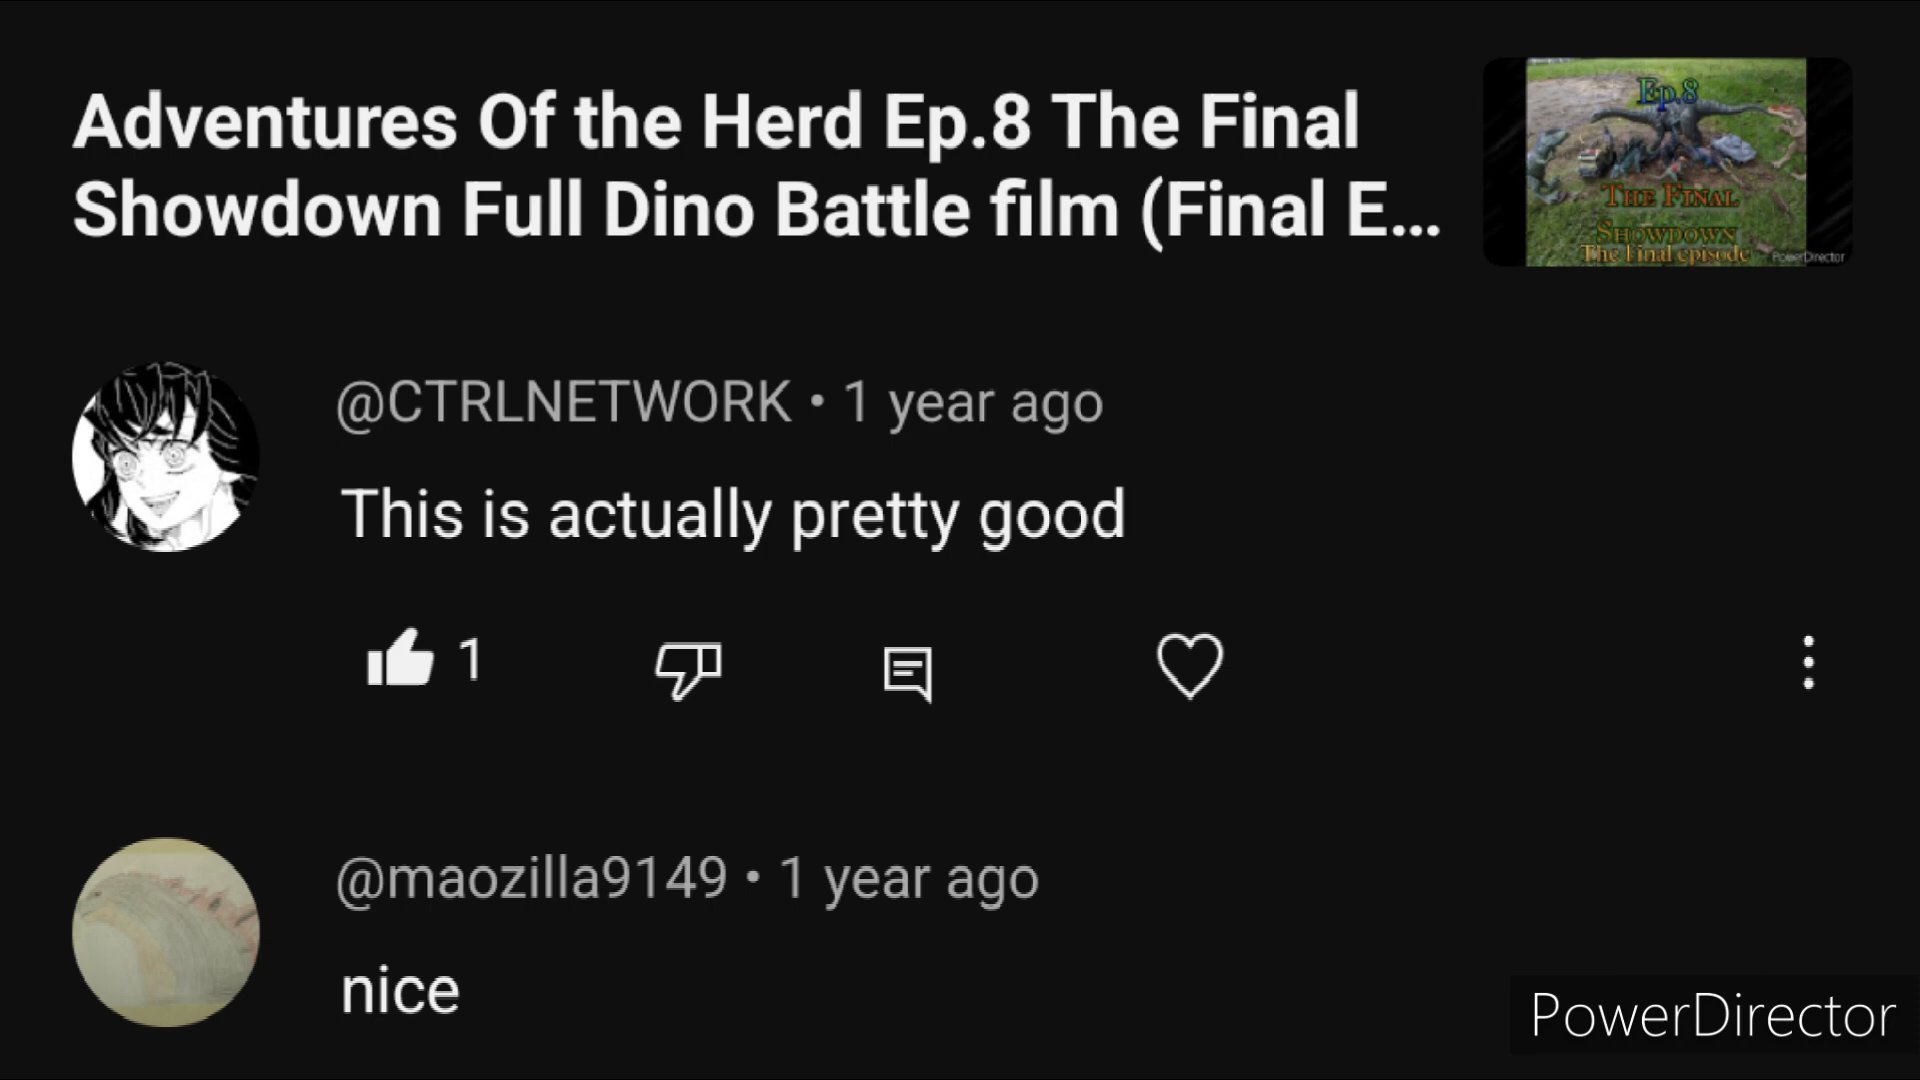 Adventures Of the Herd Ep.8 The Final
Showdown Full Dino Battle film (Final E...
Ep.8
The Final
Showdown
The Final episode
PowerDirector
@CTRLNETWORK • 1 year ago
This is actually pretty good
1
@maozilla9149 • 1 year ago
nice
PowerDirector